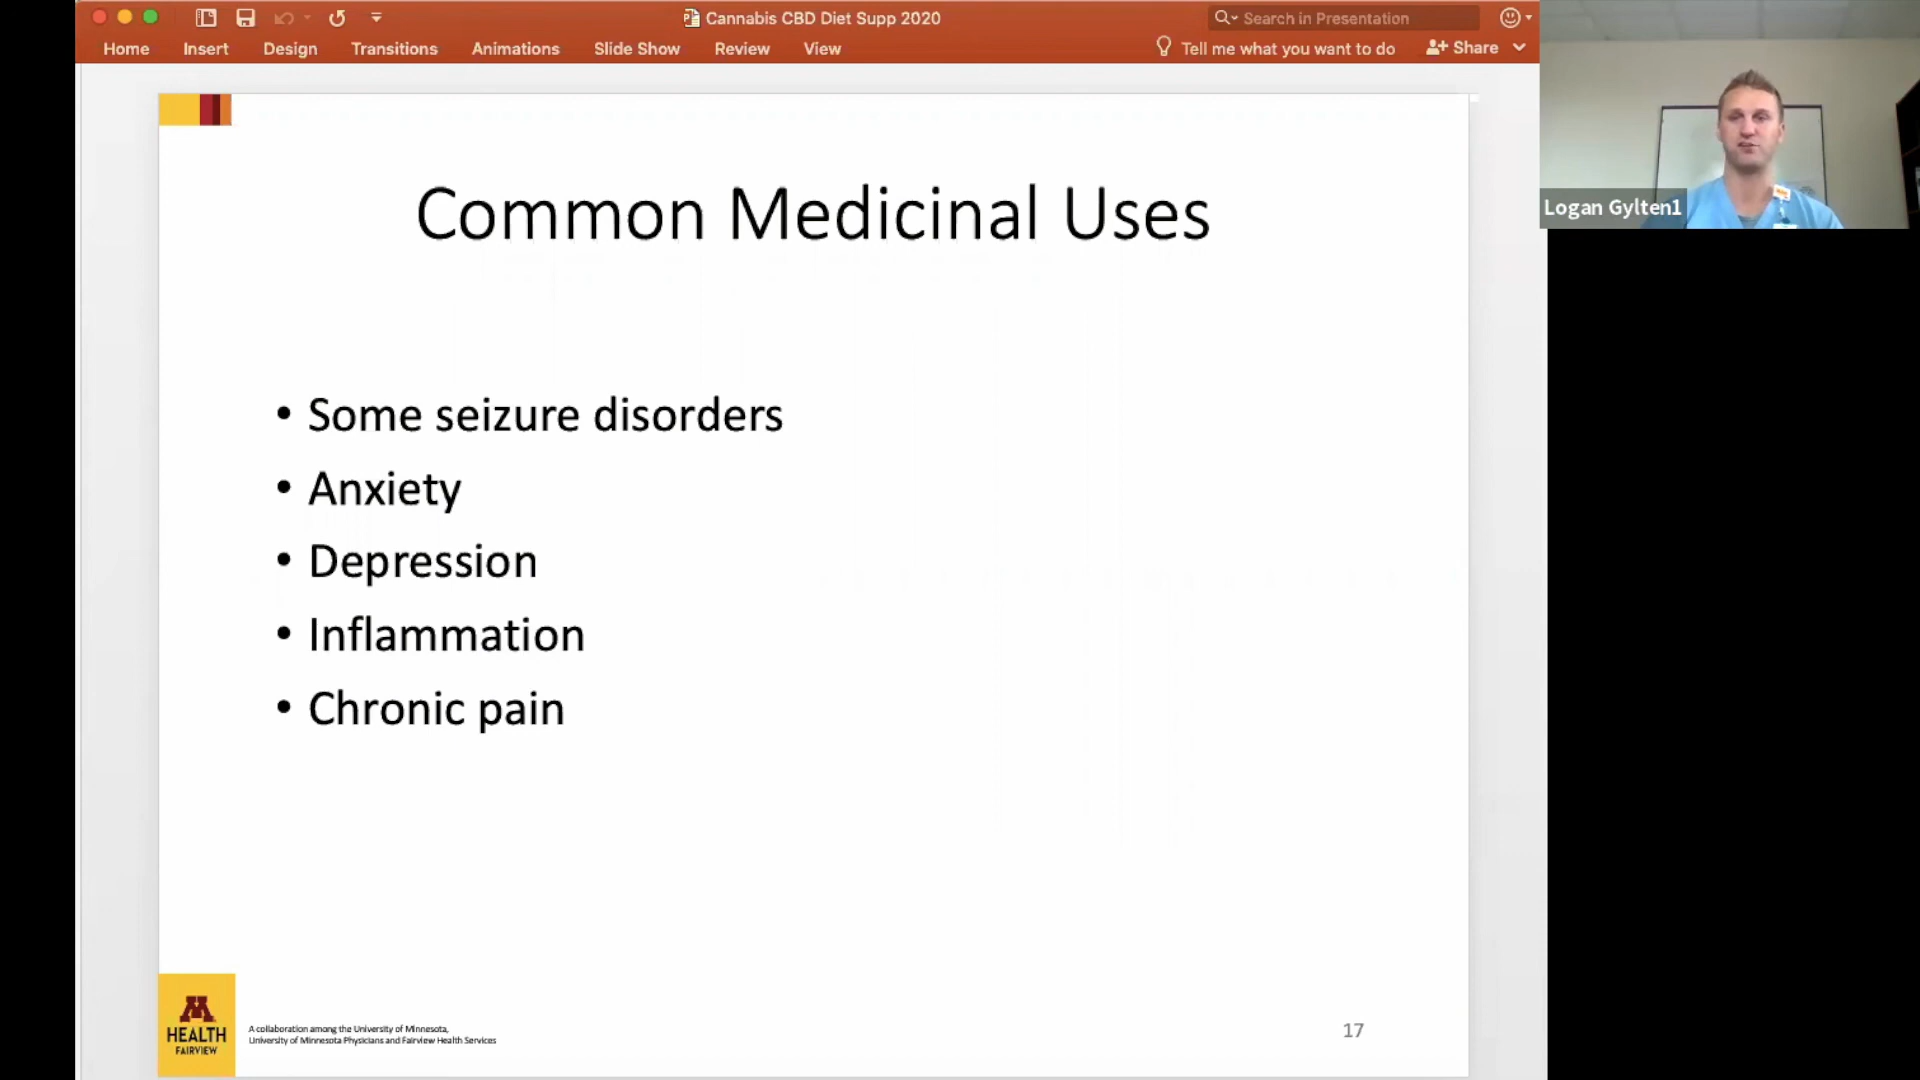 Cannabis CBD Diet Supp 2020
Search in Presentation
Home Insert Design Transitions Animations Slide Show Review View
Tell me what you want to do
Share
Logan Gylten1
Common Medicinal Uses
• Some seizure disorders
• Anxiety
• Depression
• Inflammation
• Chronic pain
M
HEALTH
FAIRVIEW
A collaboration among the University of Minnesota,
University of Minnesota Physicians and Fairview Health Services
17